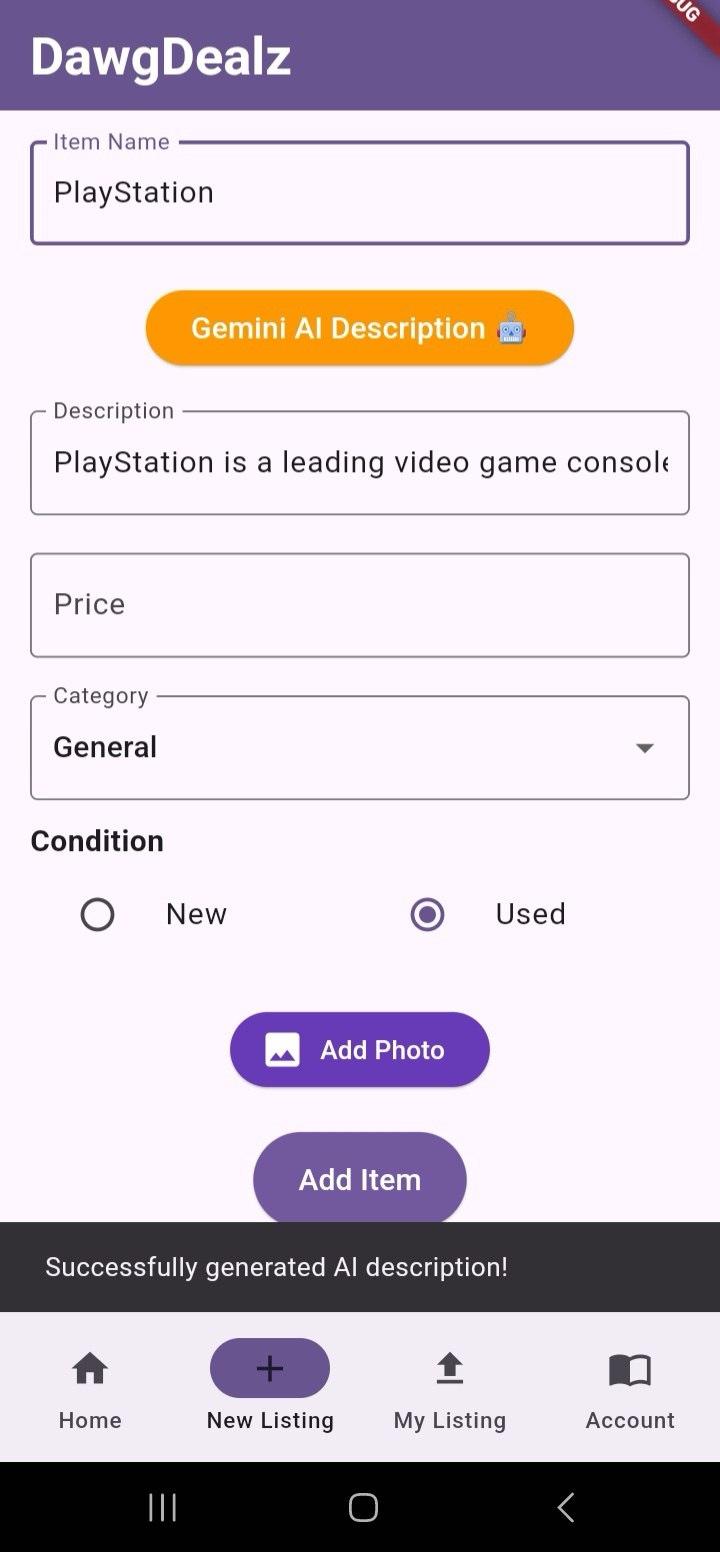 DawgDealz
Item Name
PlayStation
Gemini AI Description 🤖
Description
PlayStation is a leading video game console
Price
Category
General
Condition
New Used
Add Photo
Add Item
Successfully generated AI description!
Home New Listing My Listing Account